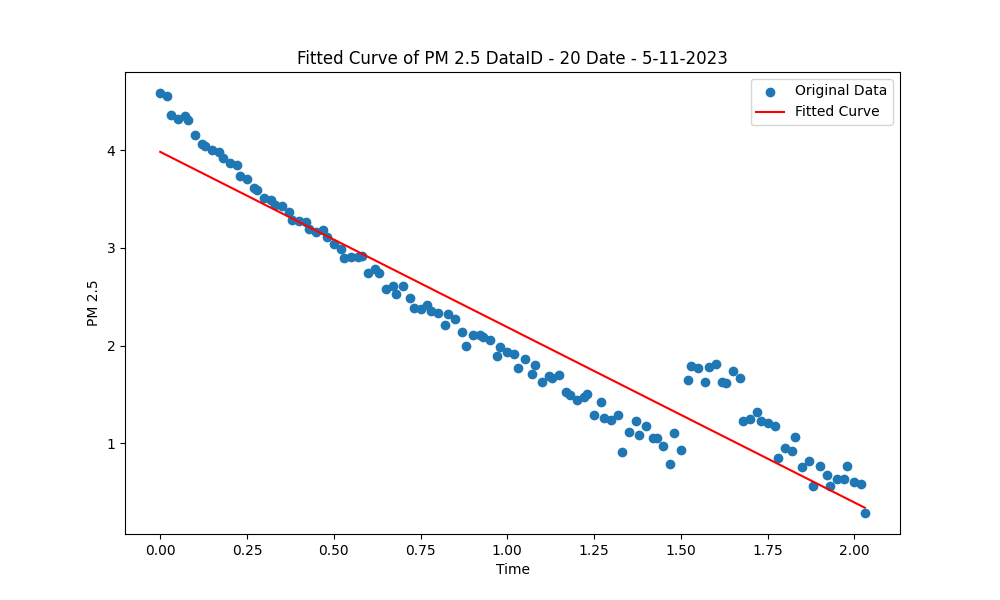 Fitted Curve of PM 2.5 DataID - 20 Date - 5-11-2023
Original Data
Fitted Curve
4
3
2
1
PM 2.5
0.00 0.25 0.50 0.75 1.00 1.25 1.50 1.75 2.00
Time